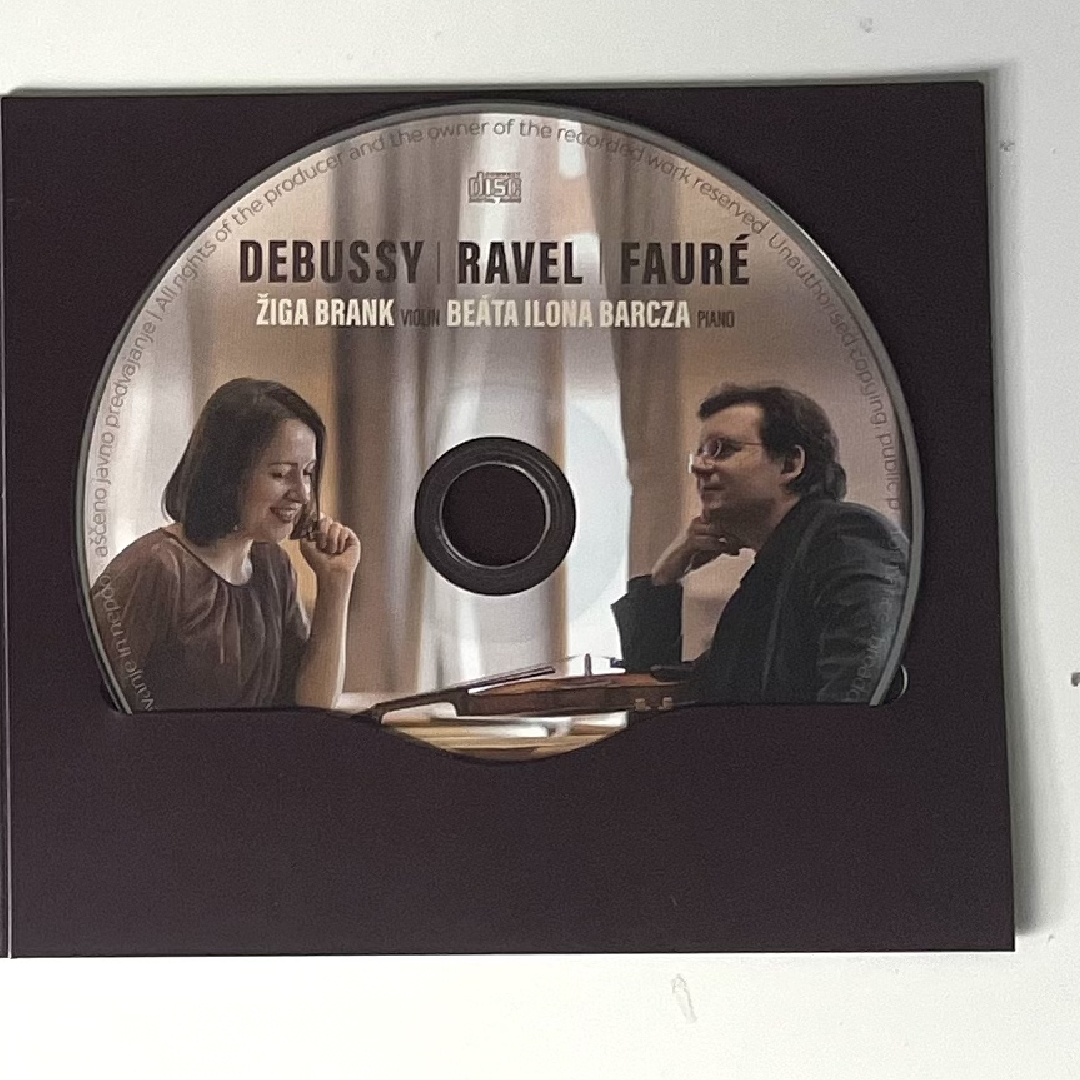 DEBUSSY | RAVEL | FAURÉ
ŽIGA BRANK VIOLIN BEÁTA ILONA BARCZA PIANO
disc
aščeno javno predvajanje | All rights of the producer and the owner of the recorded work reserved Unauthorised copying, public